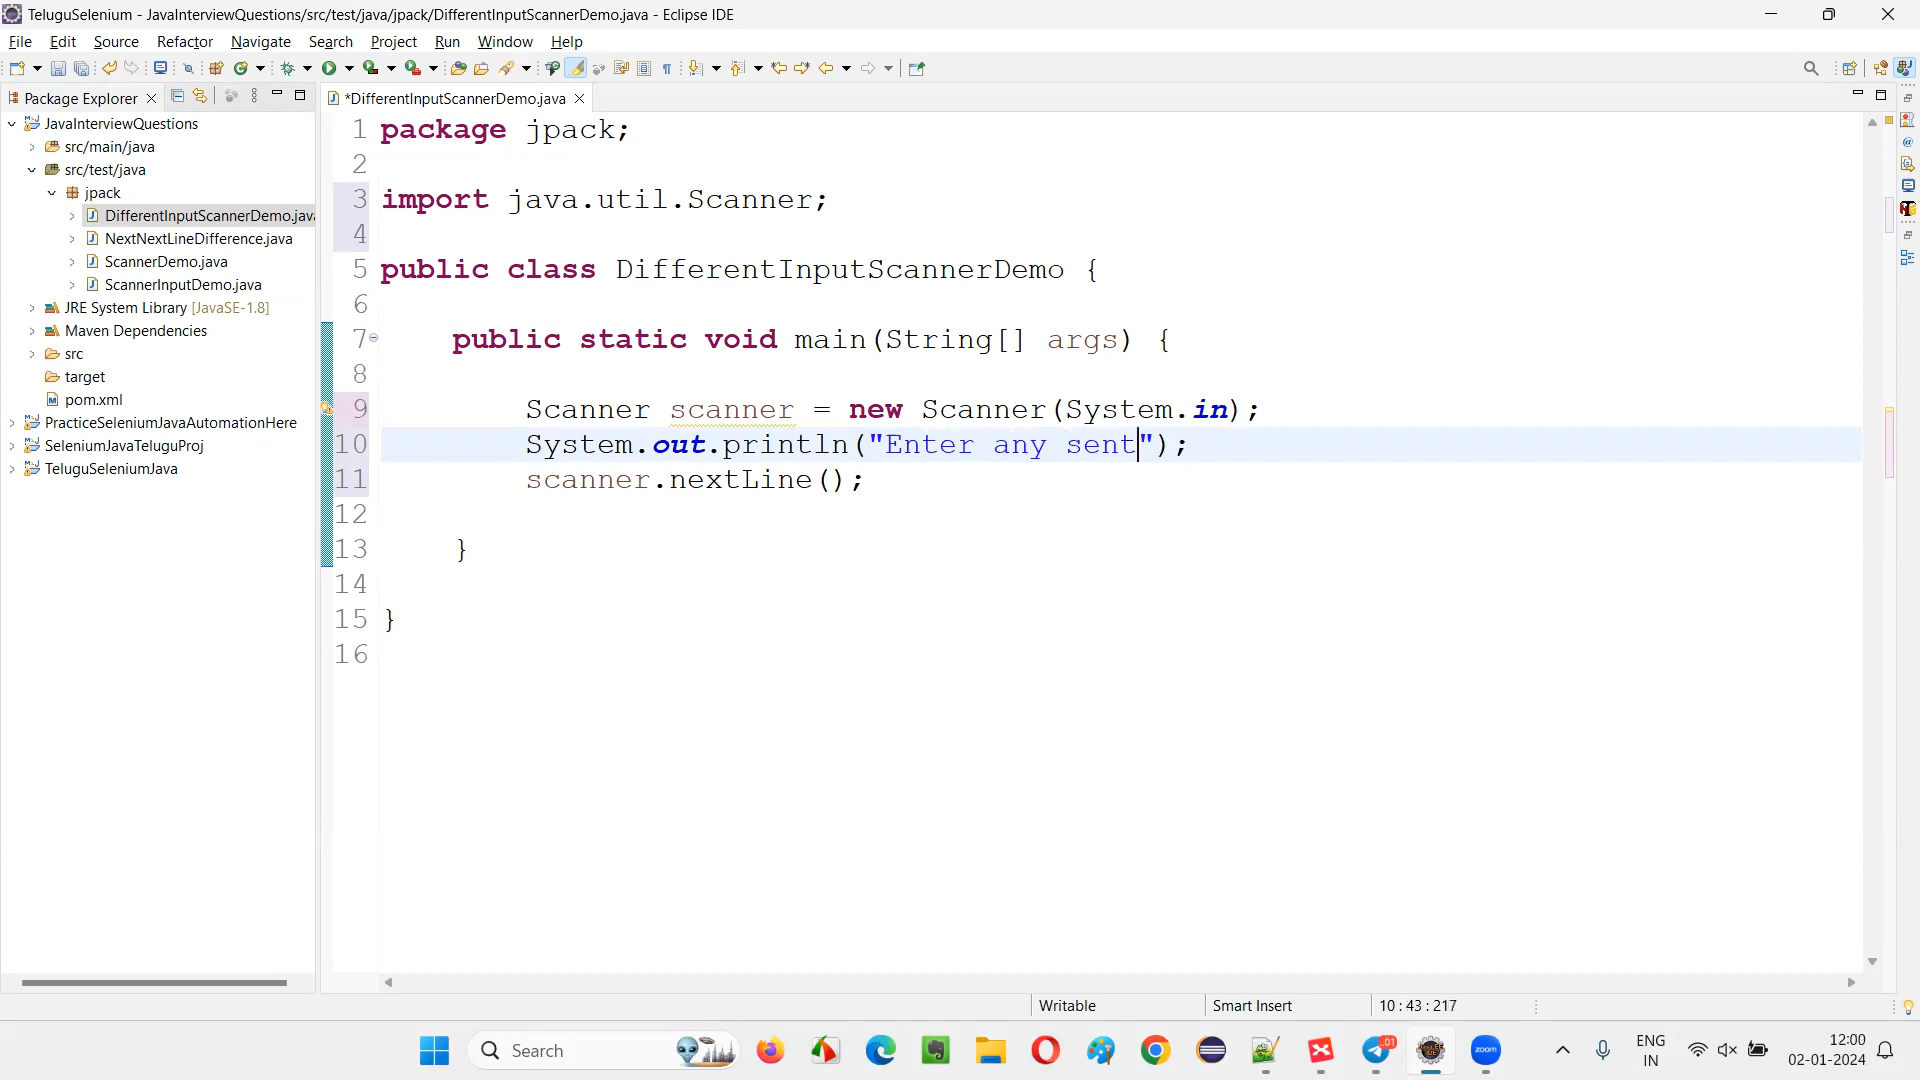 TeluguSelenium - JavaInterviewQuestions/src/test/java/jpack/DifferentInputScannerDemo.java - Eclipse IDE
File Edit Source Refactor Navigate Search Project Run Window Help
Package Explorer
*DifferentInputScannerDemo.java
JavaInterviewQuestions
src/main/java
src/test/java
jpack
DifferentInputScannerDemo.java
NextNextLineDifference.java
ScannerDemo.java
ScannerInputDemo.java
JRE System Library [JavaSE-1.8]
Maven Dependencies
src
target
pom.xml
PracticeSeleniumJavaAutomationHere
SeleniumJavaTeluguProj
TeluguSeleniumJava
1 package jpack;
2
3 import java.util.Scanner;
4
5 public class DifferentInputScannerDemo {
6
7 public static void main(String[] args) {
8
9 Scanner scanner = new Scanner(System.in);
10 System.out.println("Enter any sent");
11 scanner.nextLine();
12
13 }
14
15 }
16
Writable Smart Insert 10 : 43 : 217
Search
01
zoom
ENG
IN
12:00
02-01-2024